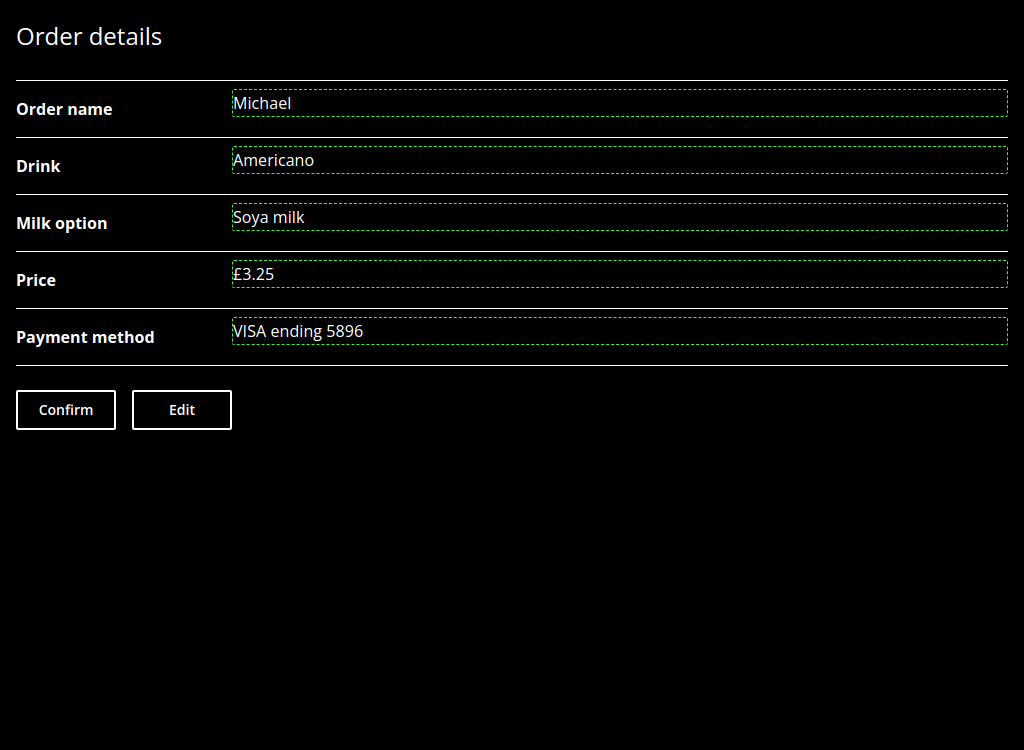 Order details
Order name Michael
Drink Americano
Milk option Soya milk
Price £3.25
Payment method VISA ending 5896
Confirm Edit